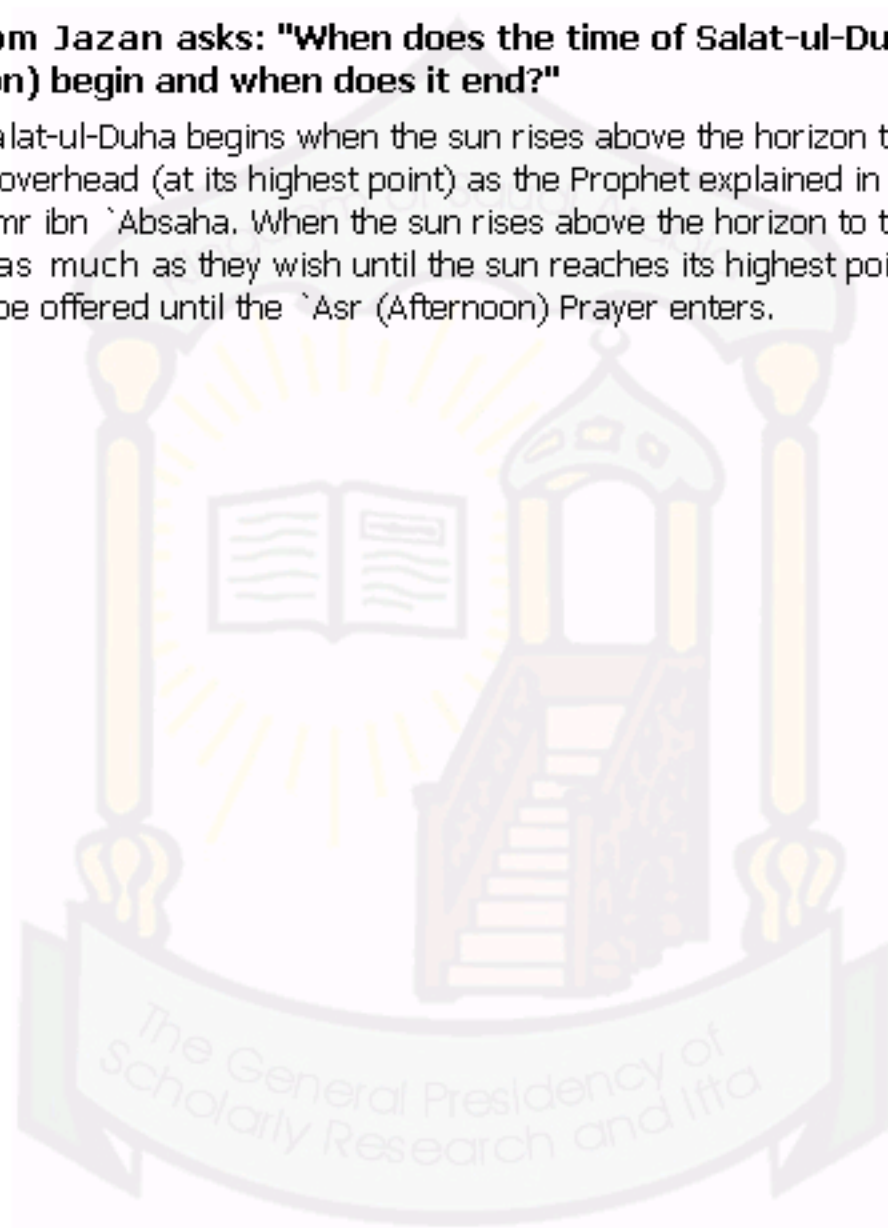 om Jazan asks: "When does the time of Salat-ul-Du
on) begin and when does it end?"
alat-ul-Duha begins when the sun rises above the horizon t
overhead (at its highest point) as the Prophet explained in
mr ibn `Absaha. When the sun rises above the horizon to t
as much as they wish until the sun reaches its highest poi
be offered until the `Asr (Afternoon) Prayer enters.
Kingdom of Saudi Arabia
The General Presidency of
Scholarly Research and Ifta